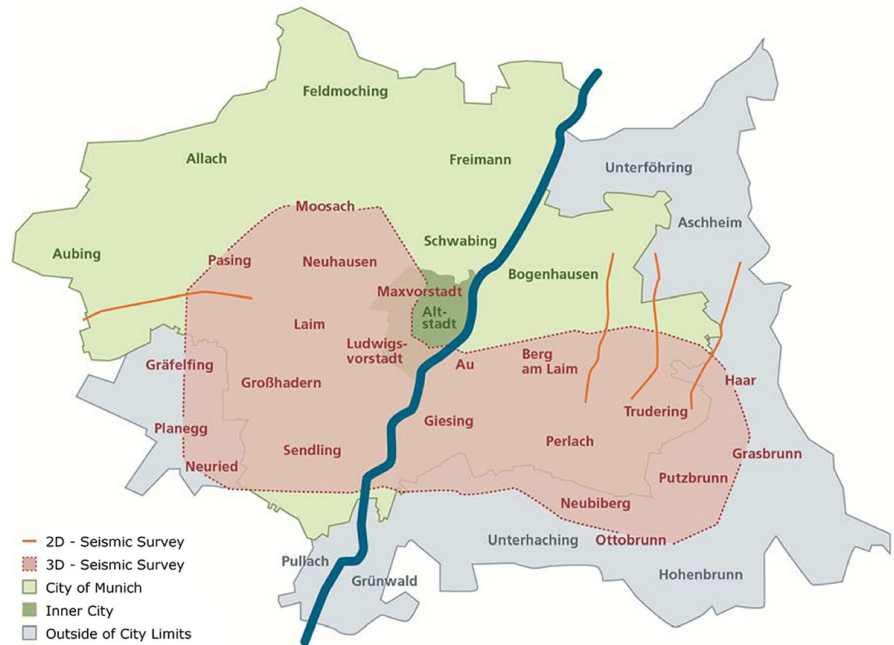 Feldmoching
Allach
Freimann
Unterföhring
Moosach
Aschheim
Schwabing
Aubing
Pasing
Neuhausen
Bogenhausen
Maxvorstadt
Alt-
stadt
Laim
Ludwigs-
vorstadt
Au
Berg
am Laim
Gräfelfing
Großhadern
Haar
Trudering
Giesing
Planegg
Perlach
Sendling
Grasbrunn
Neuried
Putzbrunn
Neubiberg
Unterhaching
Ottobrunn
Pullach
Grünwald
Hohenbrunn
2D - Seismic Survey
3D - Seismic Survey
City of Munich
Inner City
Outside of City Limits